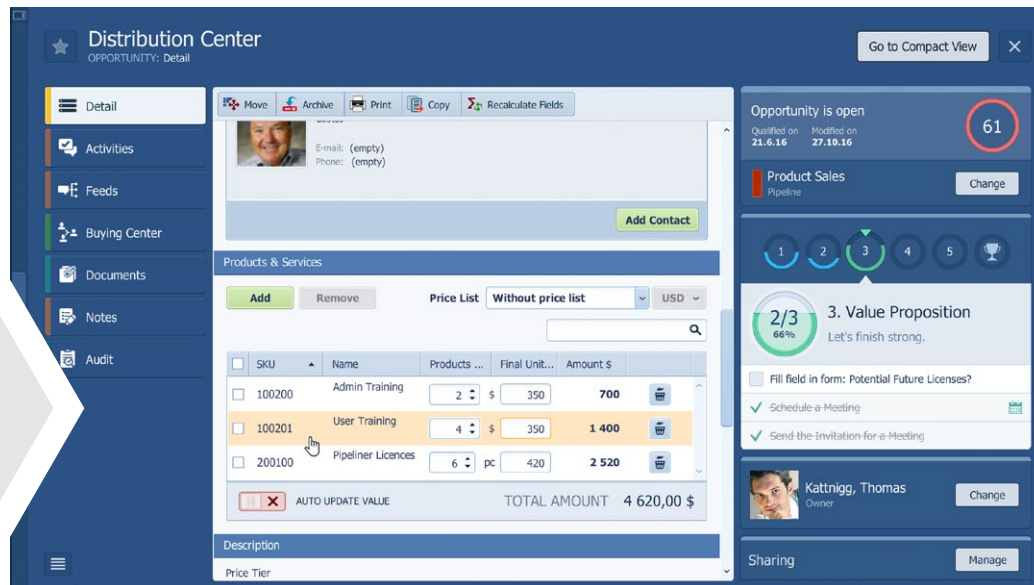 Distribution Center
OPPORTUNITY: Detail
Go to Compact View
Detail
Activities
Feeds
Buying Center
Documents
Notes
Audit
Move Archive Print Copy Recalculate Fields
E-mail: (empty)
Phone: (empty)
Add Contact
Products & Services
Add Remove Price List Without price list USD
SKU Name Products ... Final Unit... Amount $
100200 Admin Training 2 $ 350 700
100201 User Training 4 $ 350 1 400
200100 Pipeliner Licences 6 pc 420 2 520
AUTO UPDATE VALUE TOTAL AMOUNT 4 620,00 $
Description
Price Tier
Opportunity is open
Qualified on Modified on
21.6.16 27.10.16
61
Product Sales
Pipeline
Change
1 2 3 4 5
2/3
66%
3. Value Proposition
Let's finish strong.
Fill field in form: Potential Future Licenses?
Schedule a Meeting
Send the Invitation for a Meeting
Kattnigg, Thomas
Owner
Change
Sharing
Manage